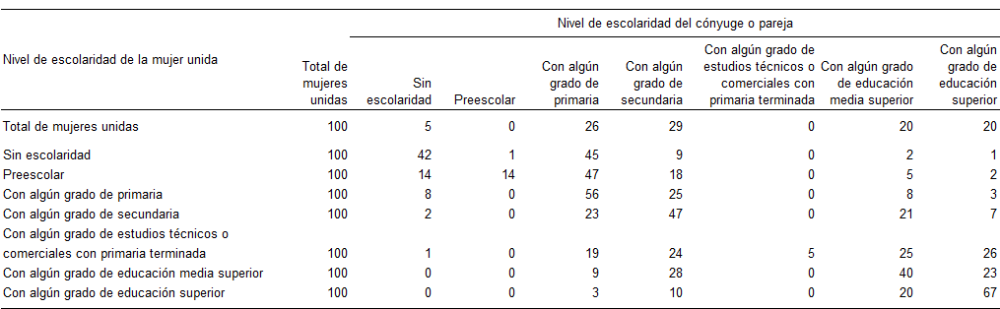 Nivel de escolaridad del cónyuge o pareja
Nivel de escolaridad de la mujer unida
Total de mujeres unidas
Sin escolaridad
Preescolar
Con algún grado de primaria
Con algún grado de secundaria
Con algún grado de estudios técnicos o comerciales con primaria terminada
Con algún grado de educación media superior
Con algún grado de educación superior
Total de mujeres unidas 100 5 0 26 29 0 20 20
Sin escolaridad 100 42 1 45 9 0 2 1
Preescolar 100 14 14 47 18 0 5 2
Con algún grado de primaria 100 8 0 56 25 0 8 3
Con algún grado de secundaria 100 2 0 23 47 0 21 7
Con algún grado de estudios técnicos o
comerciales con primaria terminada 100 1 0 19 24 5 25 26
Con algún grado de educación media superior 100 0 0 9 28 0 40 23
Con algún grado de educación superior 100 0 0 3 10 0 20 67